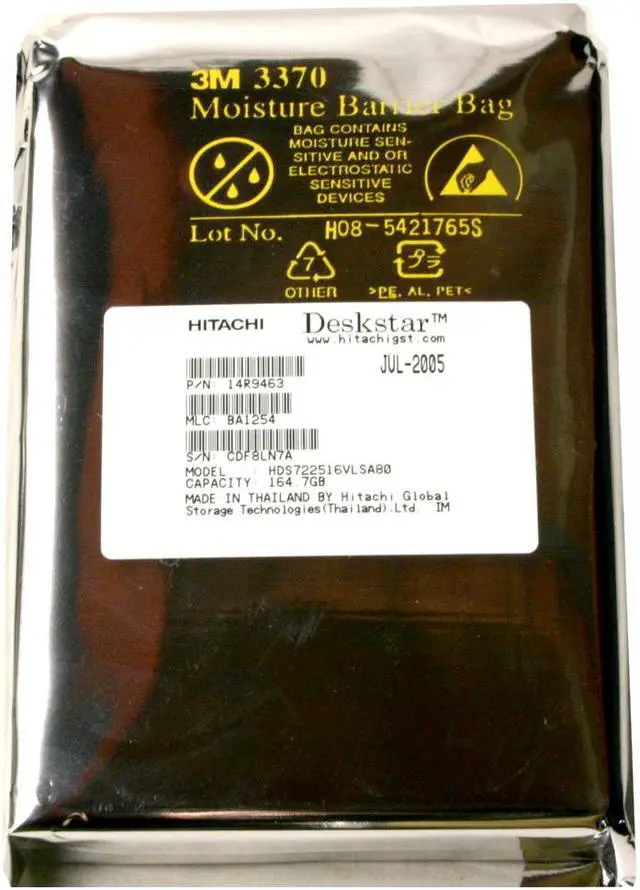 3M 3370
Moisture Barrier Bag
BAG CONTAINS
MOISTURE SEN-
SITIVE AND OR
ELECTROSTATIC
SENSITIVE
DEVICES
Lot No. H08-5421765S
7 プラ
OTHER >PE, AL, PET<
HITACHI Deskstar™
www.hitachigst.com
JUL-2005
P/N: 14R9463
MLC: BA1254
S/N: CDF8LN7A
MODEL : HDS722516VLSA80
CAPACITY: 164.7GB
MADE IN THAILAND BY Hitachi Global
Storage Technologies(Thailand).Ltd. IM